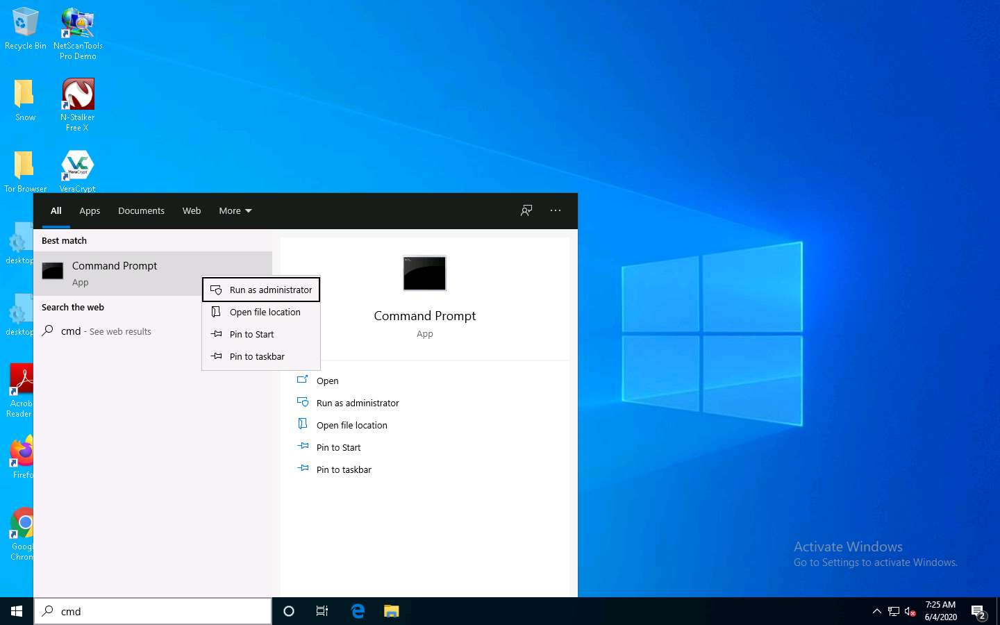 Recycle Bin
NetScanTools
Pro Demo
Snow
N-Stalker
Free X
Tor Browser
VeraCrypt
VeraCrypt
All
Apps
Documents
Web
More
Best match
Command Prompt
App
Search the web
cmd - See web results
Run as administrator
Open file location
Pin to Start
Pin to taskbar
Command Prompt
App
Open
Run as administrator
Open file location
Pin to Start
Pin to taskbar
desktop
desktop
Acrob
Reader
Firefo
Googl
Chrom
Activate Windows
Go to Settings to activate Windows.
cmd
7:25 AM
6/4/2020
2